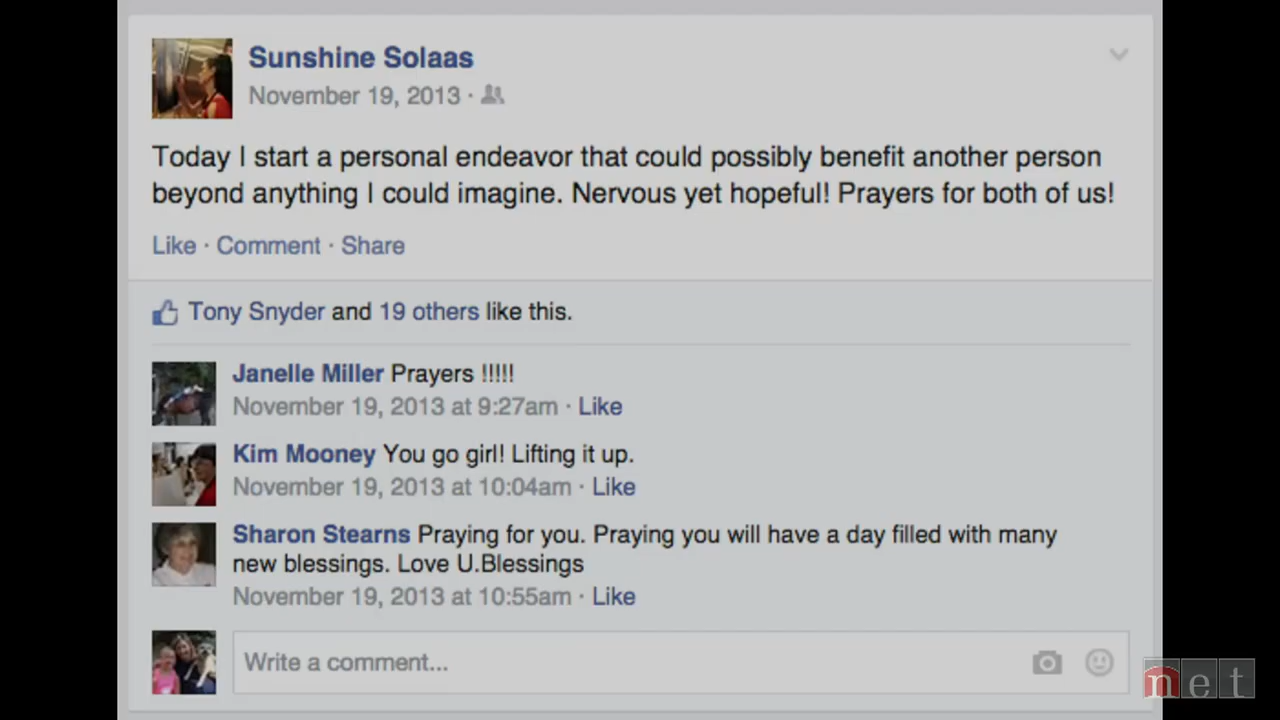 Sunshine Solaas
November 19, 2013 ·
Today I start a personal endeavor that could possibly benefit another person
beyond anything I could imagine. Nervous yet hopeful! Prayers for both of us!
Like · Comment · Share
Tony Snyder and 19 others like this.
Janelle Miller Prayers !!!!!
November 19, 2013 at 9:27am · Like
Kim Mooney You go girl! Lifting it up.
November 19, 2013 at 10:04am · Like
Sharon Stearns Praying for you. Praying you will have a day filled with many
new blessings. Love U.Blessings
November 19, 2013 at 10:55am · Like
Write a comment...
net